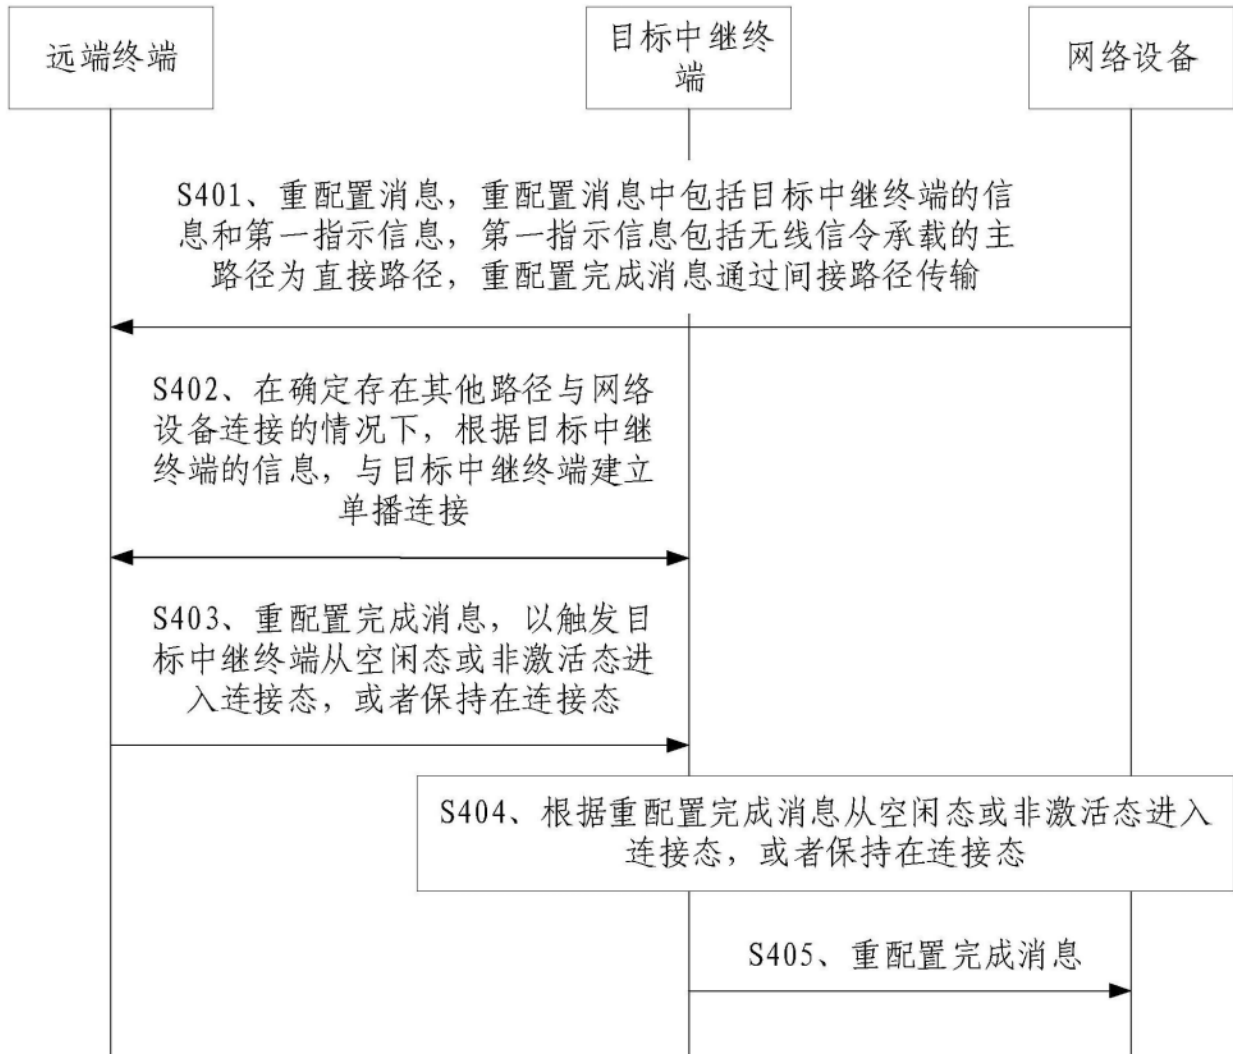 远端终端
目标中继终
端
网络设备
S401、重配置消息，重配置消息中包括目标中继终端的信
息和第一指示信息，第一指示信息包括无线信令承载的主
路径为直接路径，重配置完成消息通过间接路径传输
S402、在确定存在其他路径与网络
设备连接的情况下，根据目标中继
终端的信息，与目标中继终端建立
单播连接
S403、重配置完成消息，以触发目
标中继终端从空闲态或非激活态进
入连接态，或者保持在连接态
S404、根据重配置完成消息从空闲态或非激活态进入
连接态，或者保持在连接态
S405、重配置完成消息